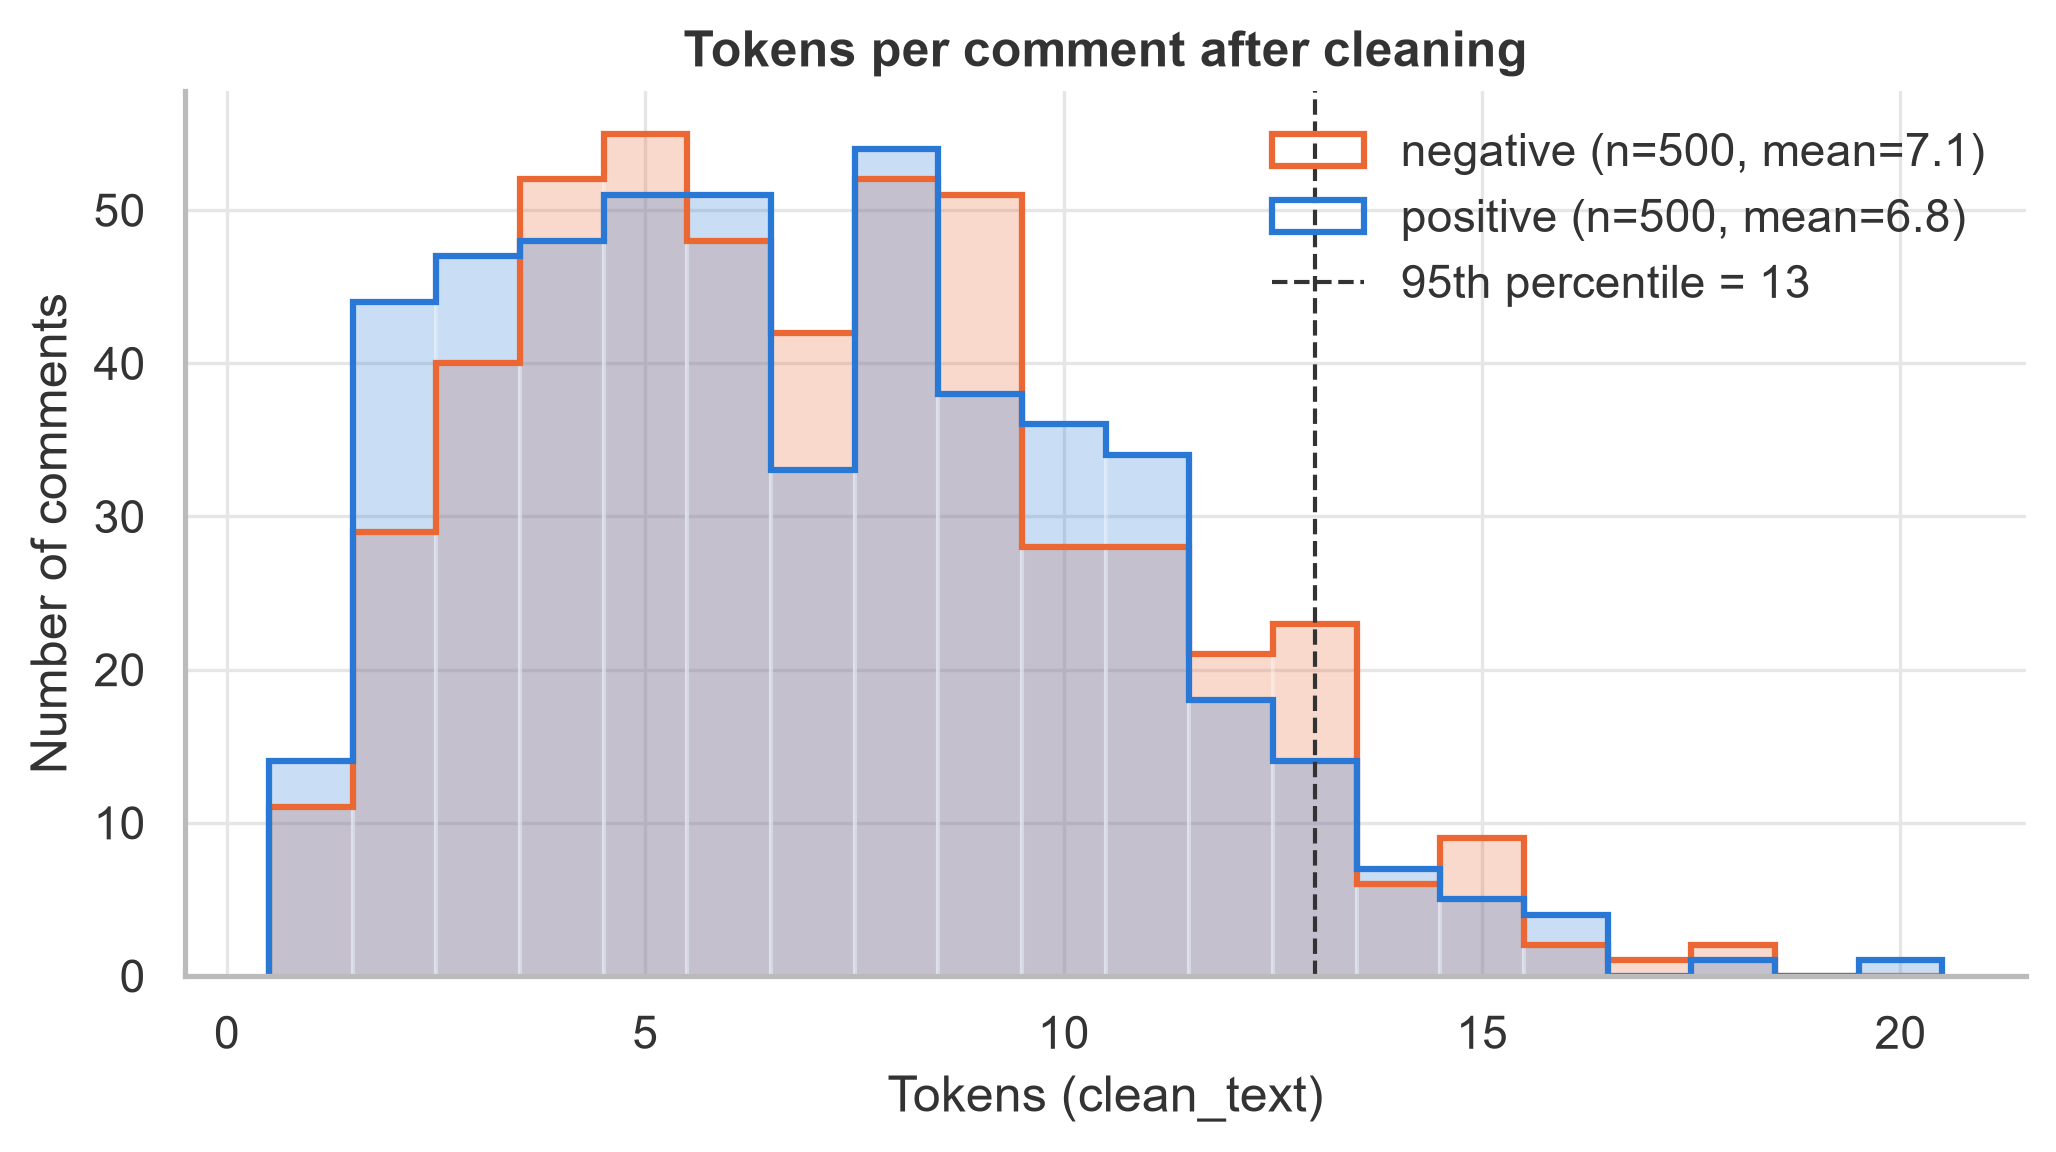 Tokens per comment after cleaning
negative (n=500, mean=7.1)
positive (n=500, mean=6.8)
95th percentile = 13
Number of comments
50
40
30
20
10
0
0 5 10 15 20
Tokens (clean_text)